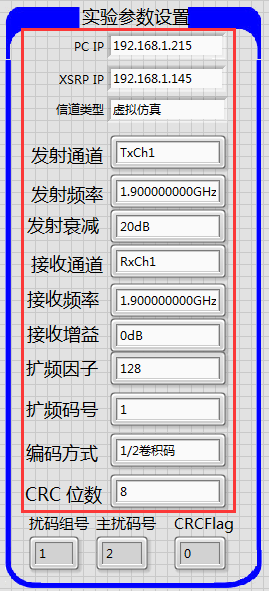 实验参数设置
PC IP 192.168.1.215
XSRP IP 192.168.1.145
信道类型 虚拟仿真
发射通道 TxCh1
发射频率 1.900000000GHz
发射衰减 20dB
接收通道 RxCh1
接收频率 1.900000000GHz
接收增益 0dB
扩频因子 128
扩频码号 1
编码方式 1/2卷积码
CRC 位数 8
扰码组号 主扰码号 CRCFlag
1 2 0